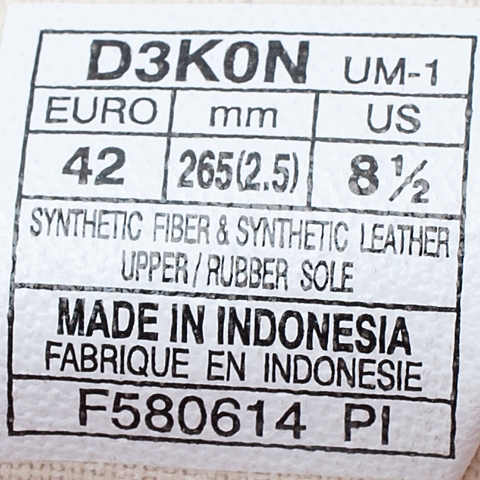 D3K0N UM-1
EURO mm US
42 265(2.5) 8 ½
SYNTHETIC FIBER & SYNTHETIC LEATHER
UPPER / RUBBER SOLE
MADE IN INDONESIA
FABRIQUE EN INDONESIE
F580614 PI